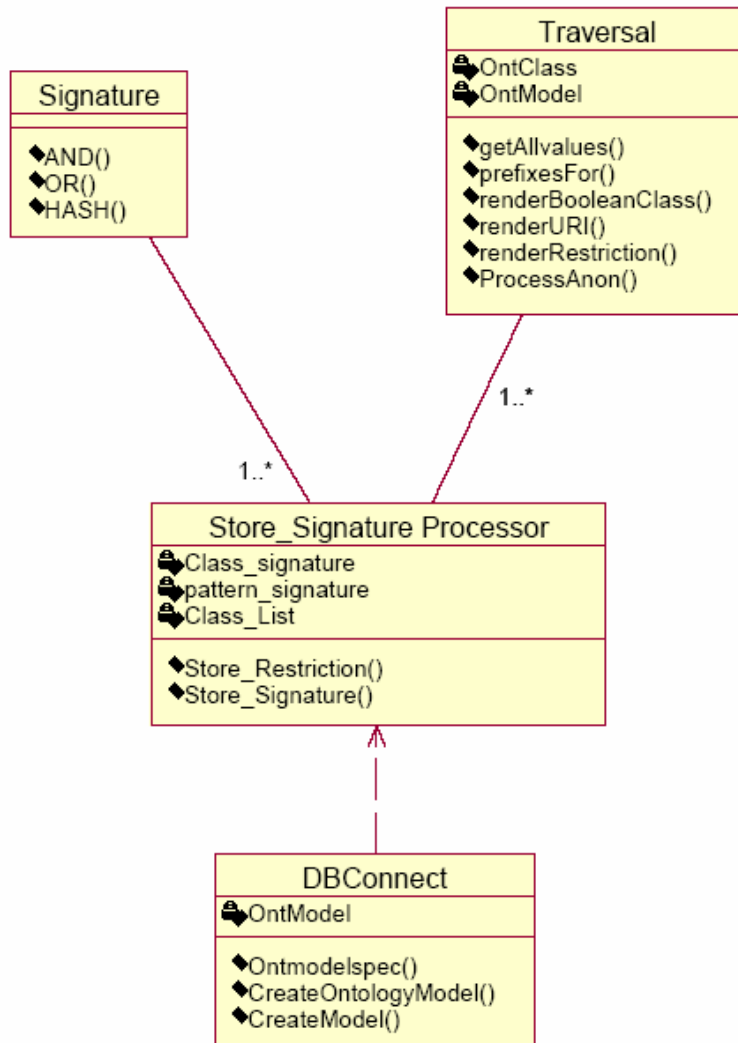 Signature
AND()
OR()
HASH()
Traversal
OntClass
OntModel
getAllvalues()
prefixesFor()
renderBooleanClass()
renderURI()
renderRestriction()
ProcessAnon()
1..*
1..*
Store_Signature Processor
Class_signature
pattern_signature
Class_List
Store_Restriction()
Store_Signature()
DBConnect
OntModel
Ontmodelspec()
CreateOntologyModel()
CreateModel()